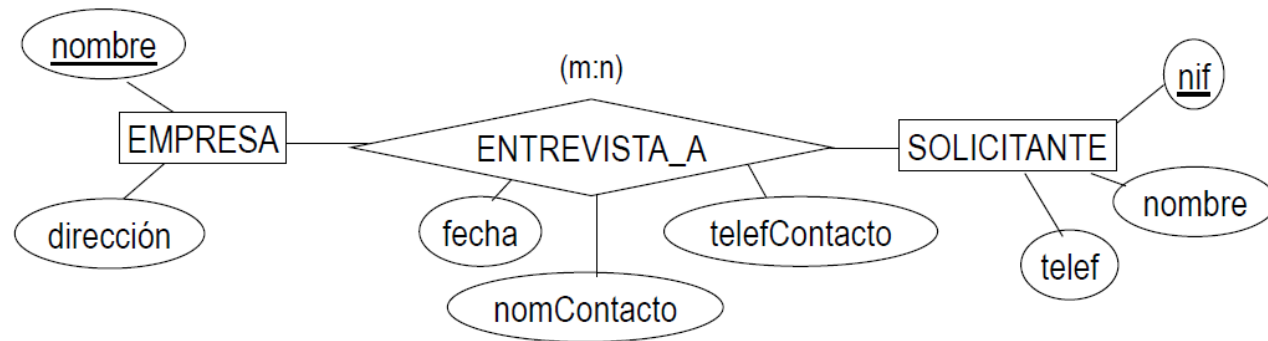 nombre
(m:n)
nif
EMPRESA
ENTREVISTA_A
SOLICITANTE
dirección
fecha
telefContacto
nombre
nomContacto
telef